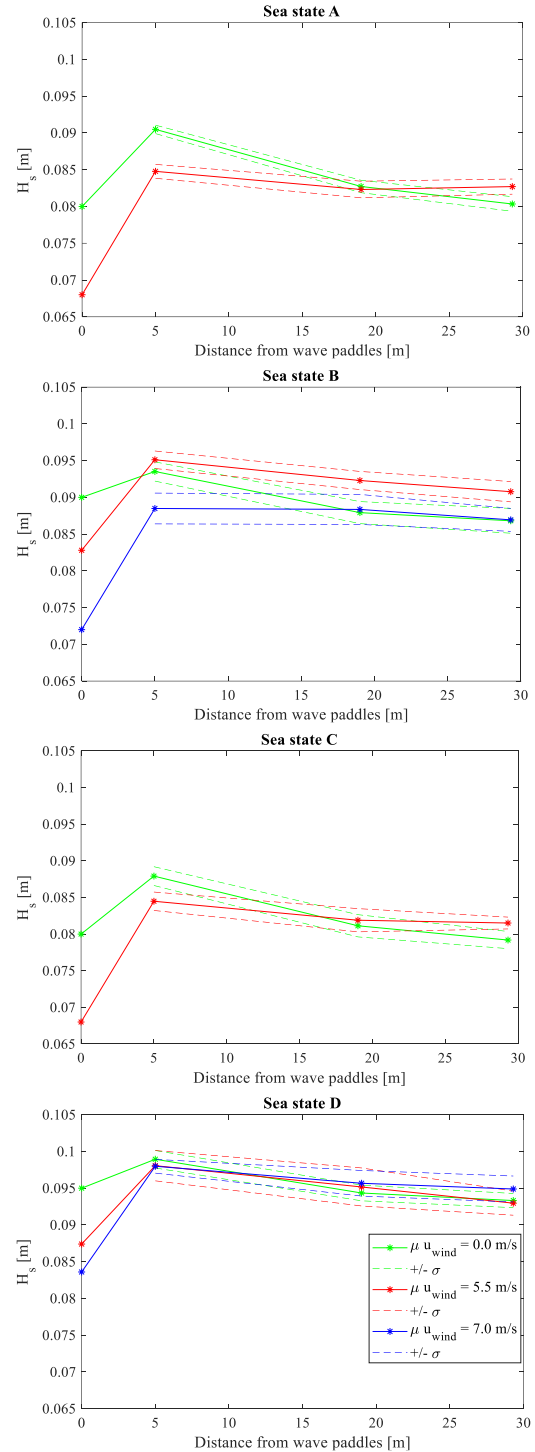 Sea state A
0.105
0.1
0.095
0.09
0.085
0.08
0.075
0.07
0.065
H_s [m]
0 5 10 15 20 25 30
Distance from wave paddles [m]
Sea state B
0.105
0.1
0.095
0.09
0.085
0.08
0.075
0.07
0.065
H_s [m]
0 5 10 15 20 25 30
Distance from wave paddles [m]
Sea state C
0.105
0.1
0.095
0.09
0.085
0.08
0.075
0.07
0.065
H_s [m]
0 5 10 15 20 25 30
Distance from wave paddles [m]
Sea state D
0.105
0.1
0.095
0.09
0.085
0.08
0.075
0.07
0.065
H_s [m]
0 5 10 15 20 25 30
Distance from wave paddles [m]
μ u_wind = 0.0 m/s
+/- σ
μ u_wind = 5.5 m/s
+/- σ
μ u_wind = 7.0 m/s
+/- σ